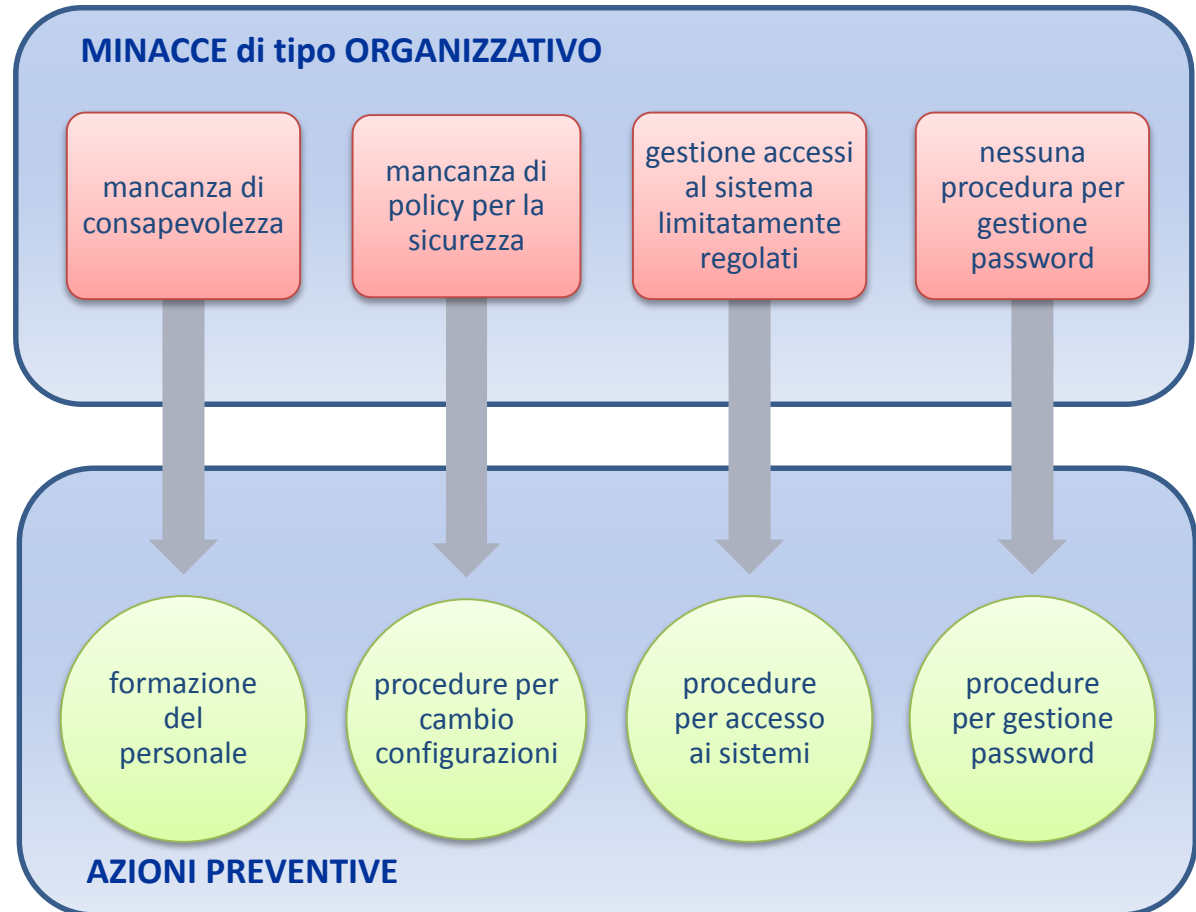 MINACCE di tipo ORGANIZZATIVO
mancanza di
consapevolezza
mancanza di
policy per la
sicurezza
gestione accessi
al sistema
limitatamente
regolati
nessuna
procedura per
gestione
password
formazione
del
personale
procedure per
cambio
configurazioni
procedure
per accesso
ai sistemi
procedure
per gestione
password
AZIONI PREVENTIVE